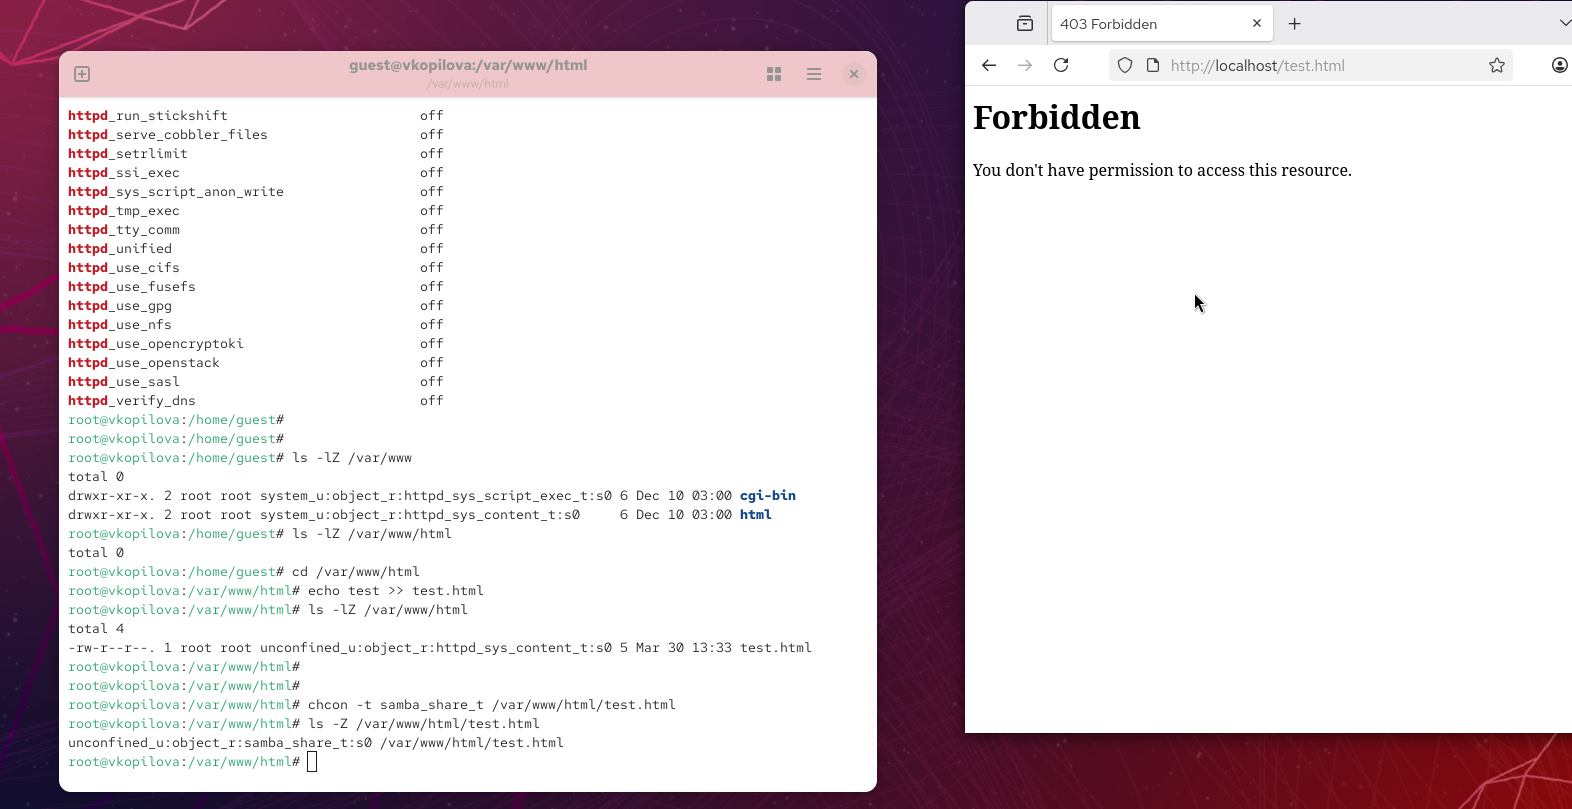 guest@vkopilova:/var/www/html
/var/www/html
httpd_run_stickshift off
httpd_serve_cobbler_files off
httpd_setrlimit off
httpd_ssi_exec off
httpd_sys_script_anon_write off
httpd_tmp_exec off
httpd_tty_comm off
httpd_unified off
httpd_use_cifs off
httpd_use_fusefs off
httpd_use_gpg off
httpd_use_nfs off
httpd_use_opencryptoki off
httpd_use_openstack off
httpd_use_sasl off
httpd_verify_dns off
root@vkopilova:/home/guest#
root@vkopilova:/home/guest#
root@vkopilova:/home/guest# ls -lZ /var/www
total 0
drwxr-xr-x. 2 root root system_u:object_r:httpd_sys_script_exec_t:s0 6 Dec 10 03:00 cgi-bin
drwxr-xr-x. 2 root root system_u:object_r:httpd_sys_content_t:s0 6 Dec 10 03:00 html
root@vkopilova:/home/guest# ls -lZ /var/www/html
total 0
root@vkopilova:/home/guest# cd /var/www/html
root@vkopilova:/var/www/html# echo test >> test.html
root@vkopilova:/var/www/html# ls -lZ /var/www/html
total 4
-rw-r--r--. 1 root root unconfined_u:object_r:httpd_sys_content_t:s0 5 Mar 30 13:33 test.html
root@vkopilova:/var/www/html#
root@vkopilova:/var/www/html#
root@vkopilova:/var/www/html# chcon -t samba_share_t /var/www/html/test.html
root@vkopilova:/var/www/html# ls -Z /var/www/html/test.html
unconfined_u:object_r:samba_share_t:s0 /var/www/html/test.html
root@vkopilova:/var/www/html#
403 Forbidden
http://localhost/test.html
Forbidden
You don't have permission to access this resource.